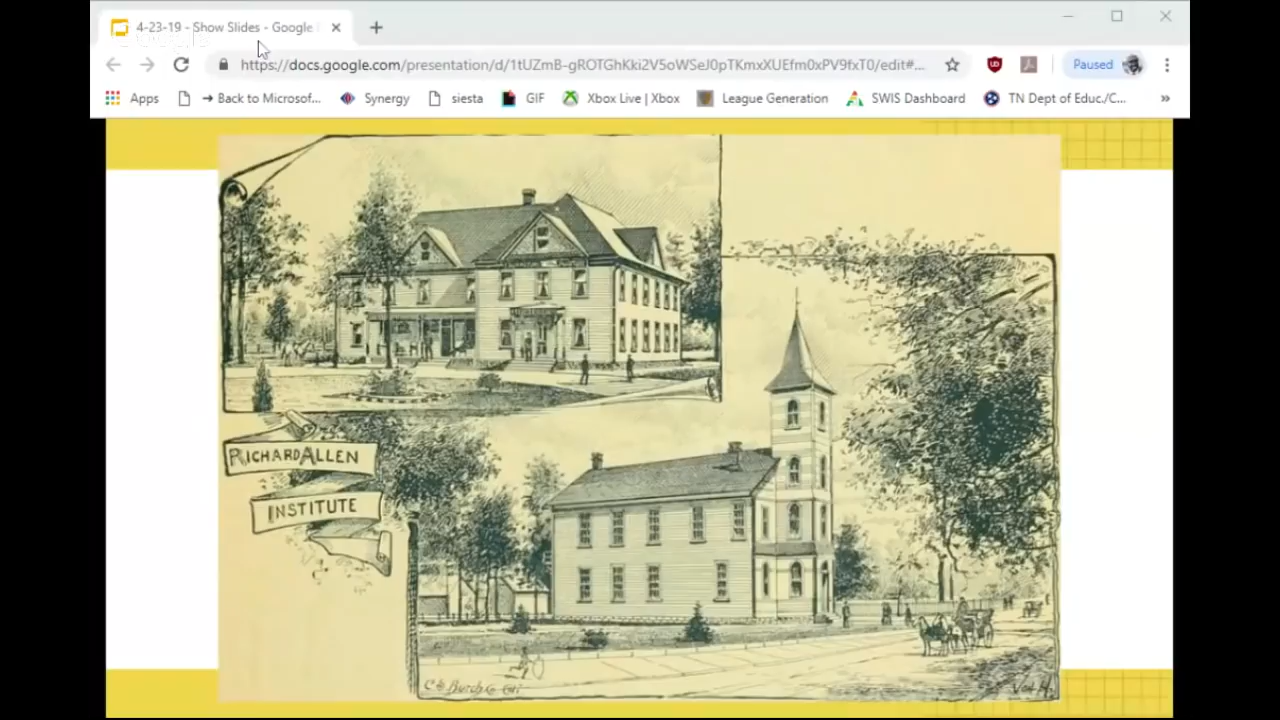 4-23-19 - Show Slides - Google
https://docs.google.com/presentation/d/1tUZmB-gROTGhKki2V5oWSeJ0pTKmxXUEfm0xPV9fxT0/edit#...
Paused
Apps
→ Back to Microsof...
Synergy
siesta
GIF
Xbox Live | Xbox
League Generation
SWIS Dashboard
TN Dept of Educ./C...
»
RICHARD ALLEN
INSTITUTE